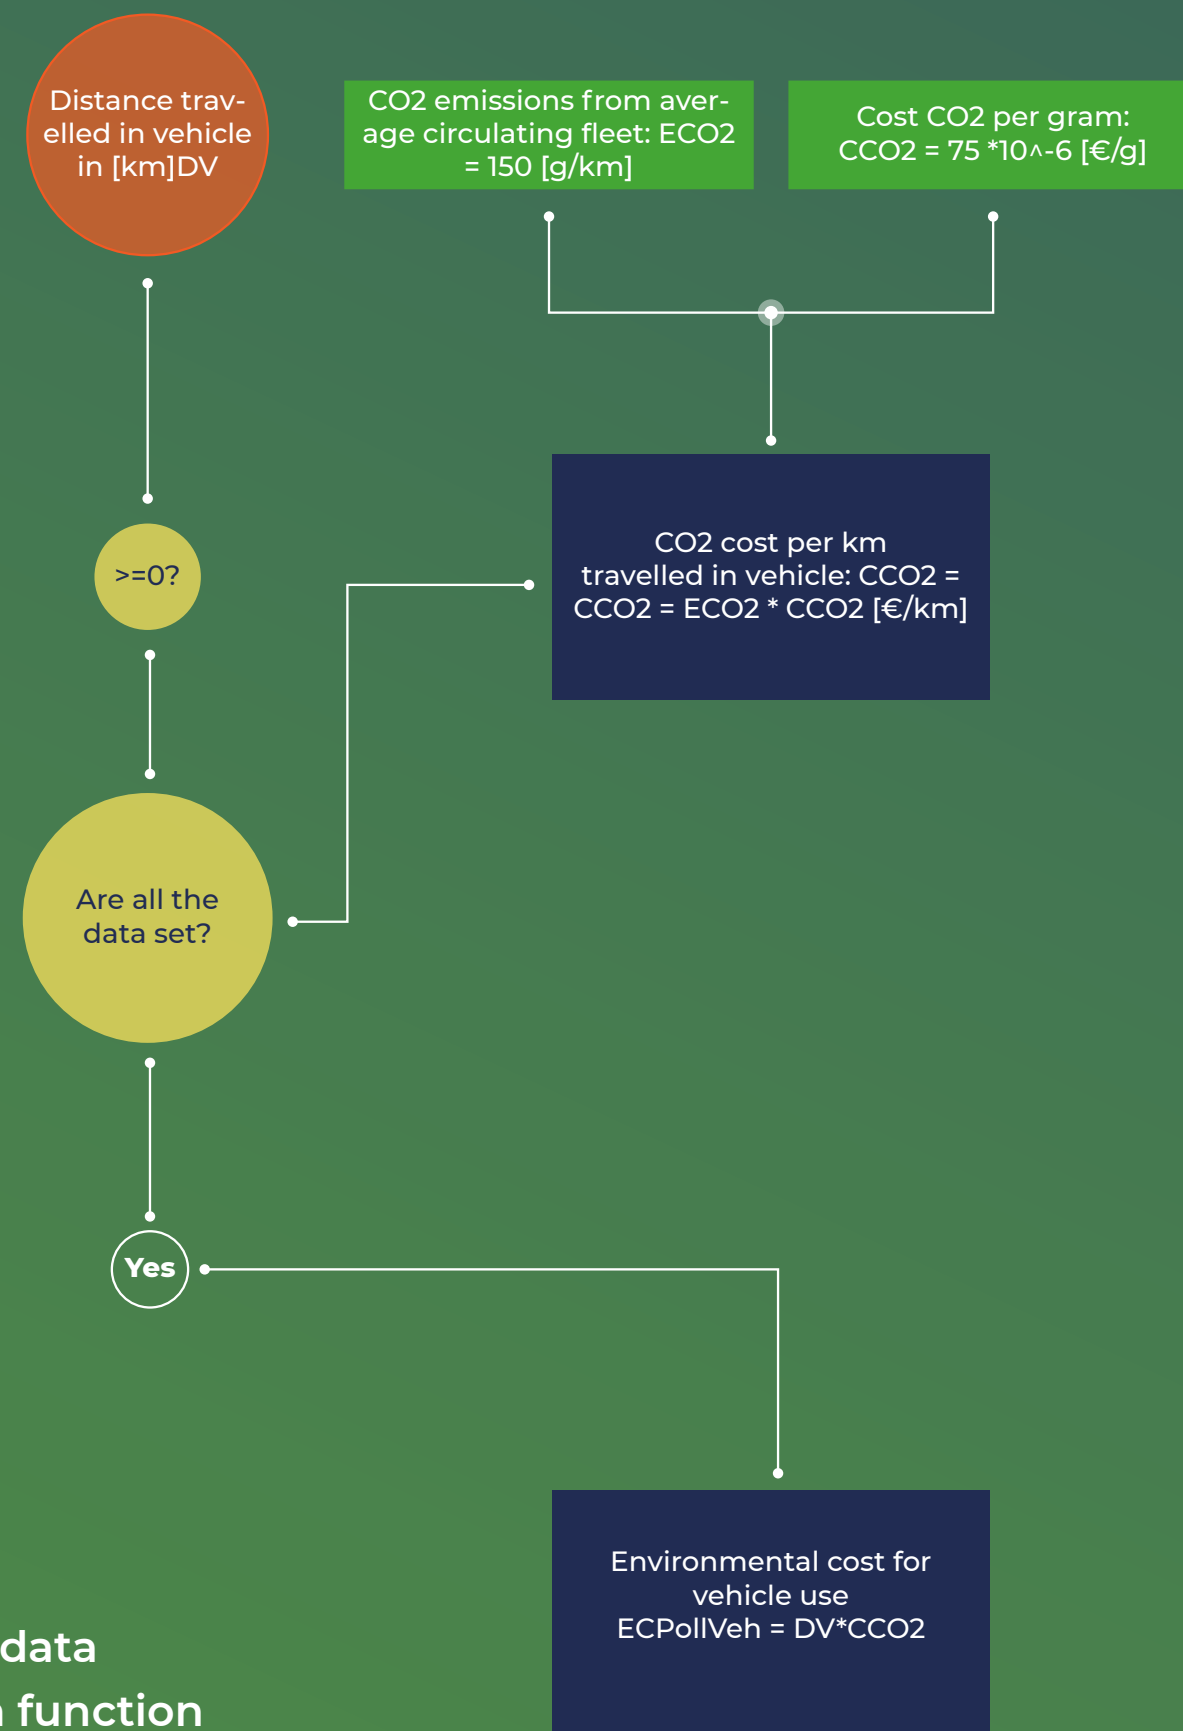 Distance trav-
elled in vehicle
in [km]DV
CO2 emissions from aver-
age circulating fleet: ECO2
= 150 [g/km]
Cost CO2 per gram:
CCO2 = 75 *10^-6 [€/g]
>=0?
CO2 cost per km
travelled in vehicle: CCO2 =
CCO2 = ECO2 * CCO2 [€/km]
Are all the
data set?
Yes
Environmental cost for
vehicle use
ECPollVeh = DV*CCO2
data
function